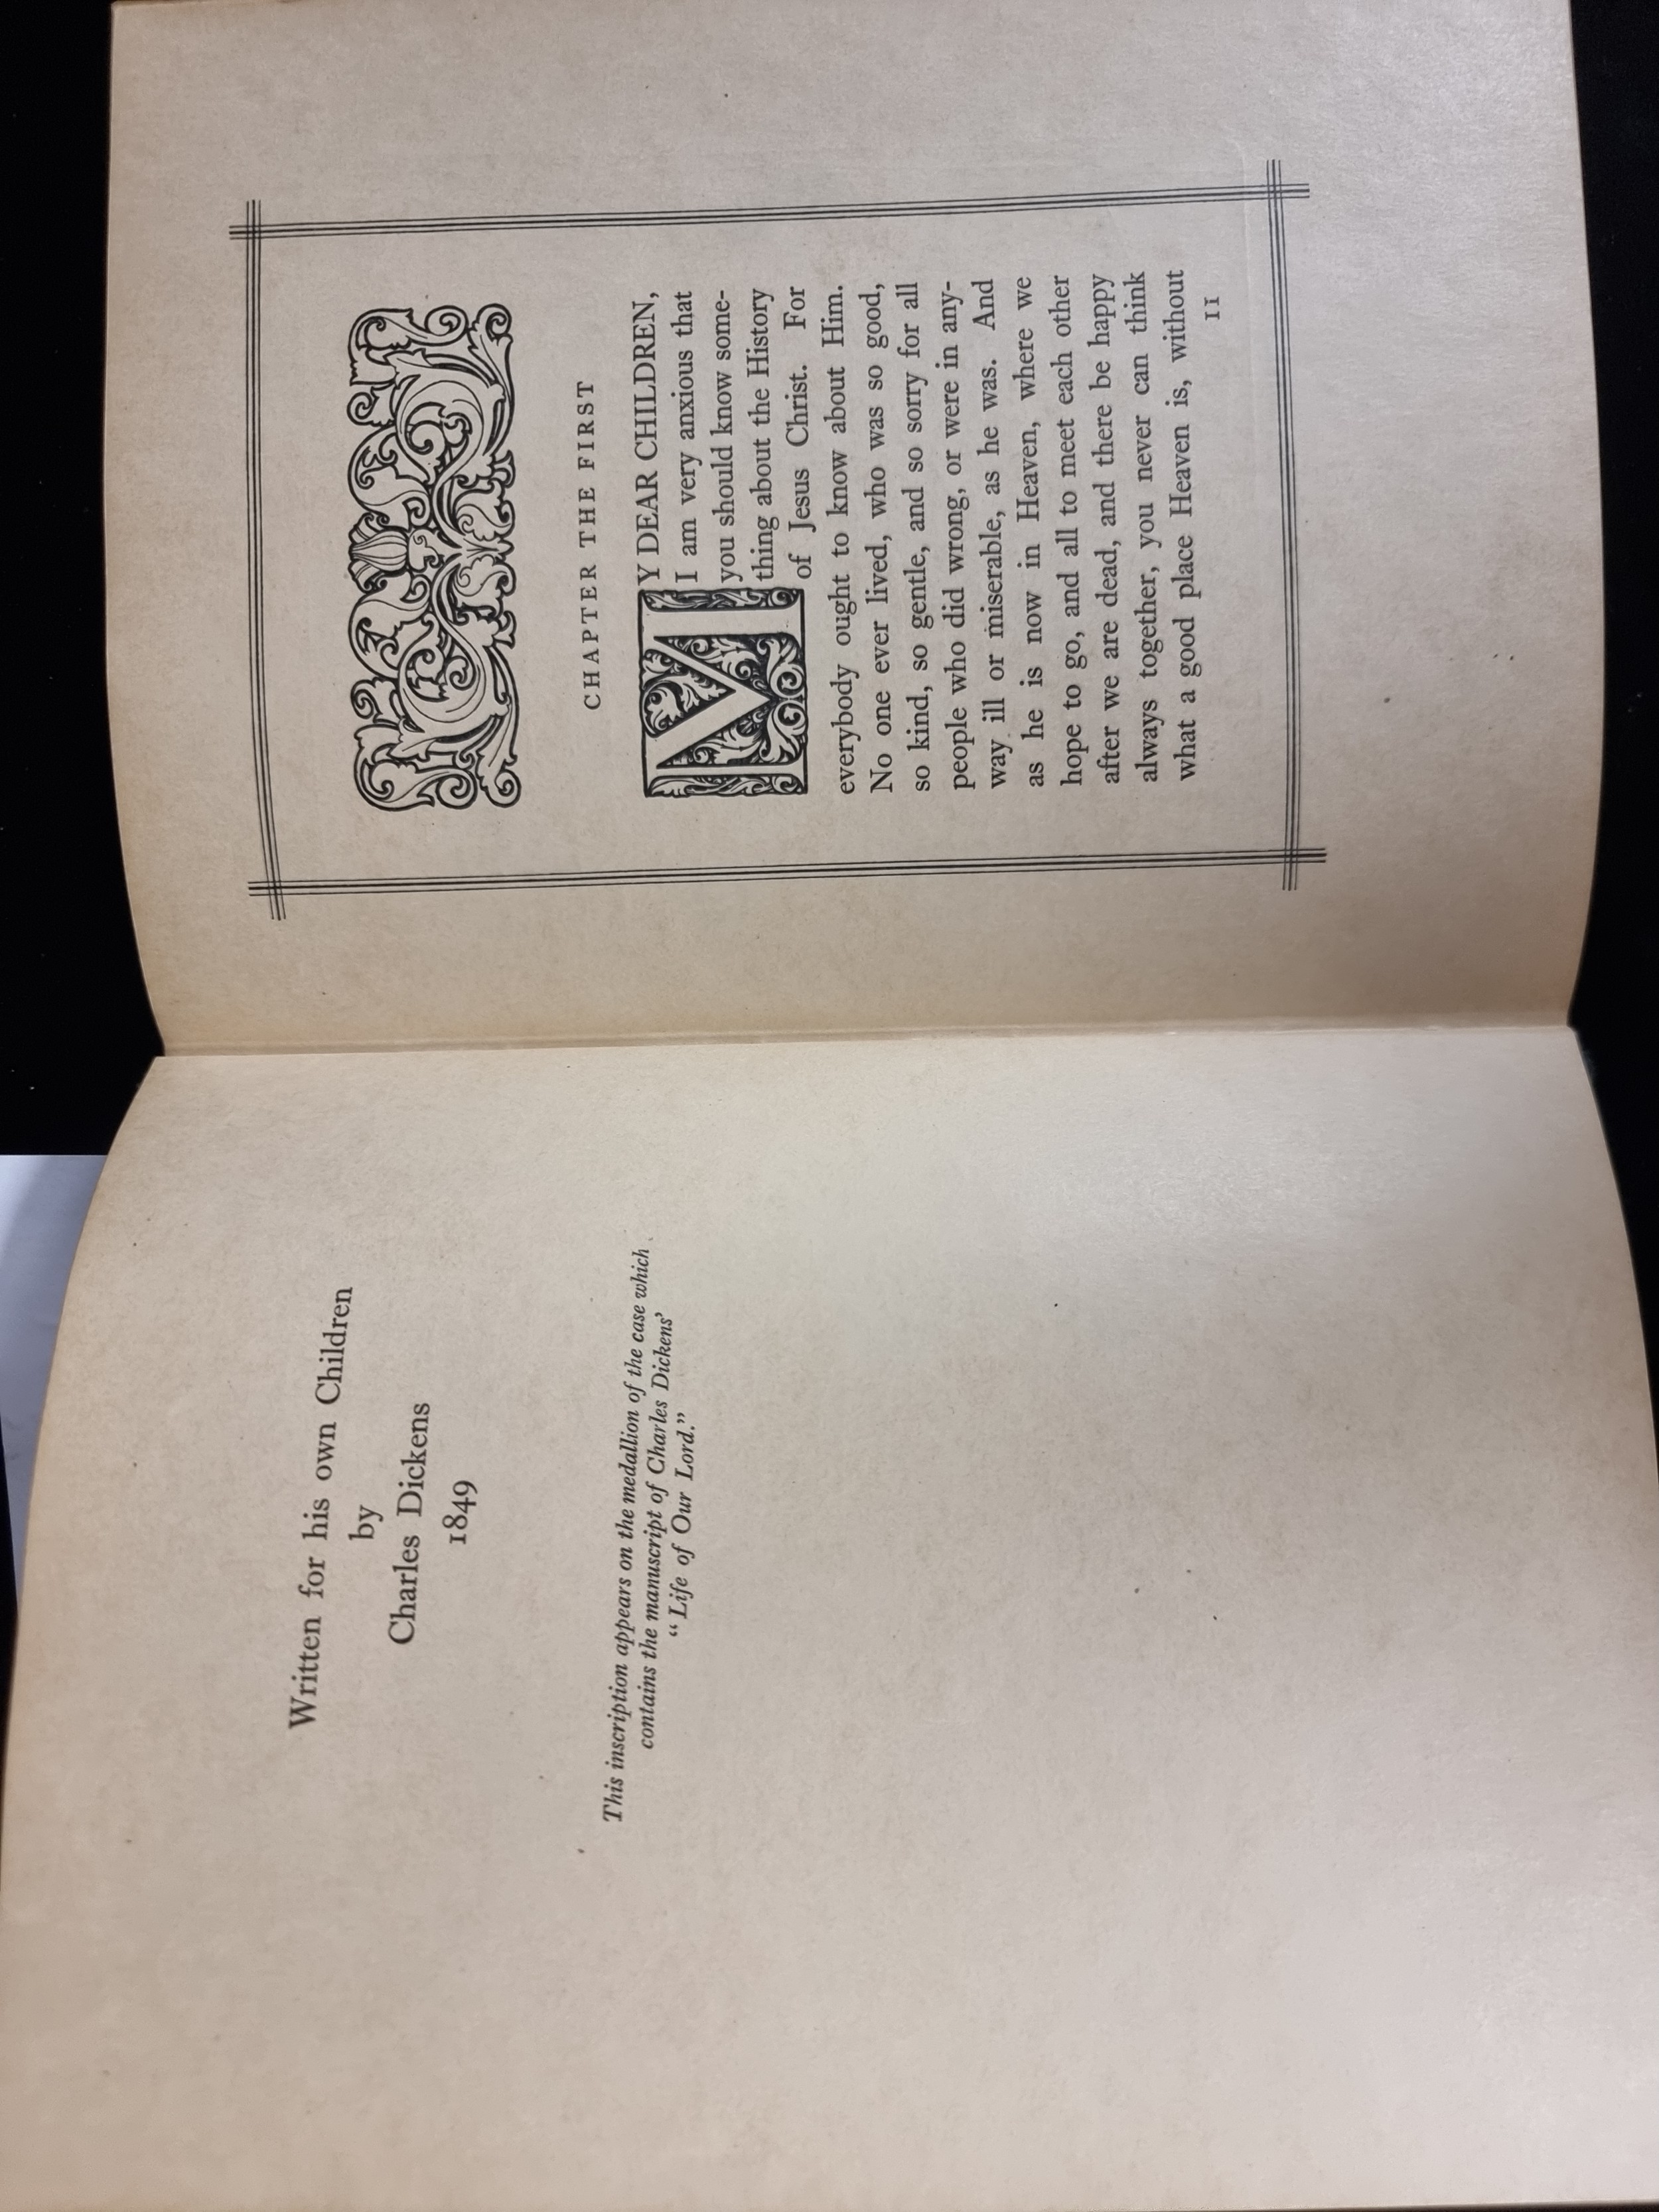 Written for his own Children
by
Charles Dickens
1849
This inscription appears on the medallion of the case which
contains the manuscript of Charles Dickens'
“Life of Our Lord.”
CHAPTER THE FIRST
MY DEAR CHILDREN,
I am very anxious that
you should know some-
thing about the History
of Jesus Christ. For
everybody ought to know about Him.
No one ever lived, who was so good,
so kind, so gentle, and so sorry for all
people who did wrong, or were in any-
way ill or miserable, as he was. And
as he is now in Heaven, where we
hope to go, and all to meet each other
after we are dead, and there be happy
always together, you never can think
what a good place Heaven is, without
11